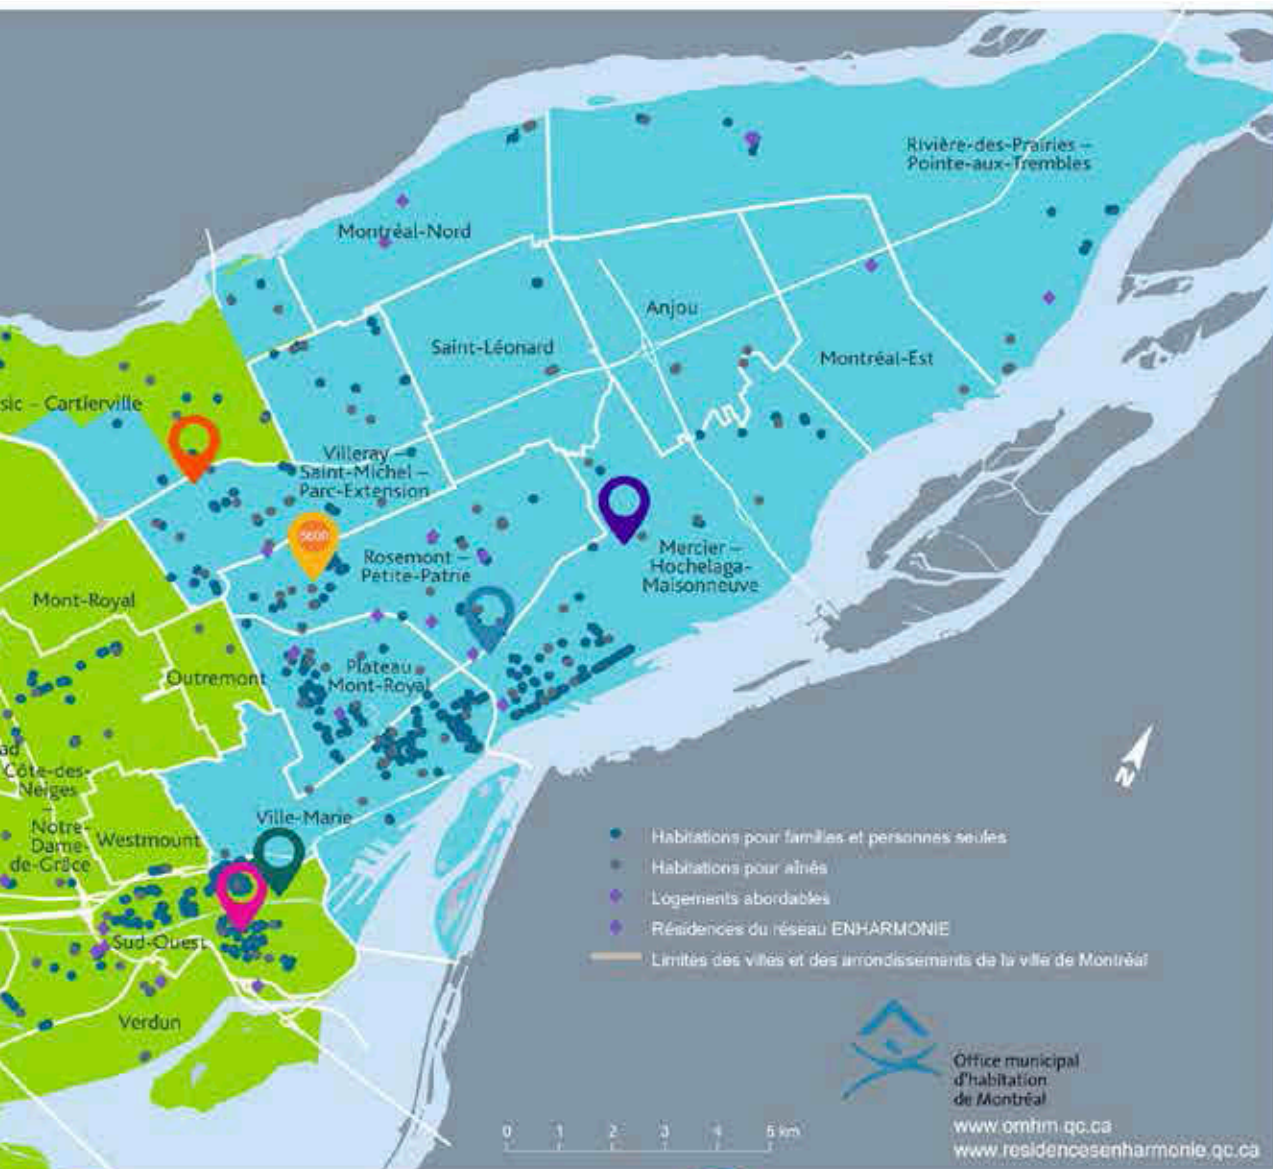 Rivière-des-Prairies –
Pointe-aux-Trembles
Montréal-Nord
Anjou
Saint-Léonard
Montréal-Est
sic – Cartierville
Villeray –
Saint-Michel –
Parc-Extension
Rosemont –
Petite-Patrie
Mercier –
Hochelaga-
Maisonneuve
Mont-Royal
Outremont
Plateau
Mont-Royal
Côte-des-
Neiges
–
Notre-
Dame-
de-Grâce
Westmount
Ville-Marie
Sud-Ouest
Verdun
Habitations pour familles et personnes seules
Habitations pour aînés
Logements abordables
Résidences du réseau ENHARMONIE
Limites des villes et des arrondissements de la ville de Montréal
N
Office municipal
d'habitation
de Montréal
www.omhm.qc.ca
www.residencesenharmonie.qc.ca
0 1 2 3 4 5 km